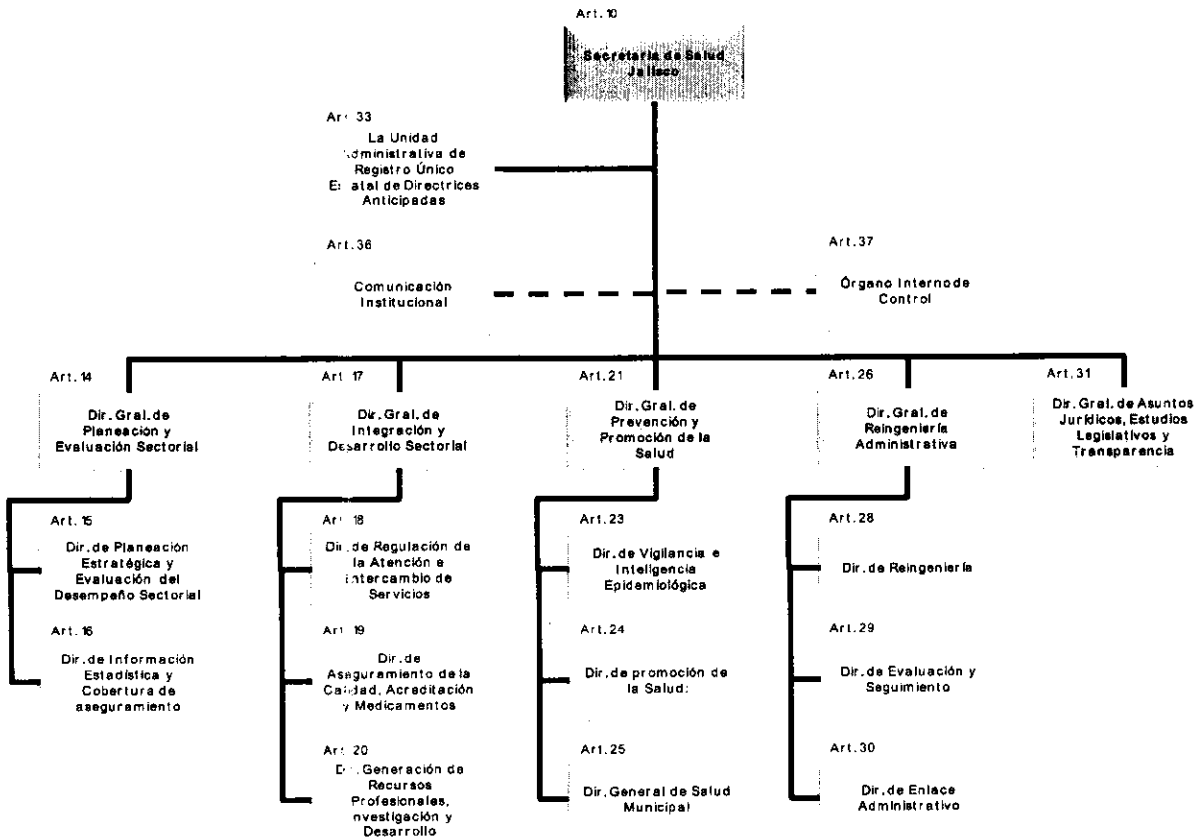 Art. 10
Secretaria de Salud
Jalisco
Art. 33
La Unidad
Administrativa de
Registro Único
Estatal de Directrices
Anticipadas
Art. 36
Comunicación
Institucional
Art. 37
Órgano Interno de
Control
Art. 14
Dir. Gral. de
Planeación y
Evaluación Sectorial
Art. 17
Dir. Gral. de
Integración y
Desarrollo Sectorial
Art. 21
Dir. Gral. de
Prevención y
Promoción de la
Salud
Art. 26
Dir. Gral. de
Reingeniería
Administrativa
Art. 31
Dir. Gral. de Asuntos
Jurídicos, Estudios
Legislativos y
Transparencia
Art. 15
Dir. de Planeación
Estratégica y
Evaluación del
Desempeño Sectorial
Art. 16
Dir. de Información
Estadística y
Cobertura de
aseguramiento
Art. 18
Dir. de Regulación de
la Atención e
intercambio de
Servicios
Art. 19
Dir. de
Aseguramiento de la
Calidad, Acreditación
y Medicamentos
Art. 20
Dir. Generación de
Recursos
Profesionales,
Investigación y
Desarrollo
Art. 23
Dir. de Vigilancia e
Inteligencia
Epidemiológica
Art. 24
Dir. de promoción de
la Salud:
Art. 25
Dir. General de Salud
Municipal
Art. 28
Dir. de Reingeniería
Art. 29
Dir. de Evaluación y
Seguimiento
Art. 30
Dir. de Enlace
Administrativo